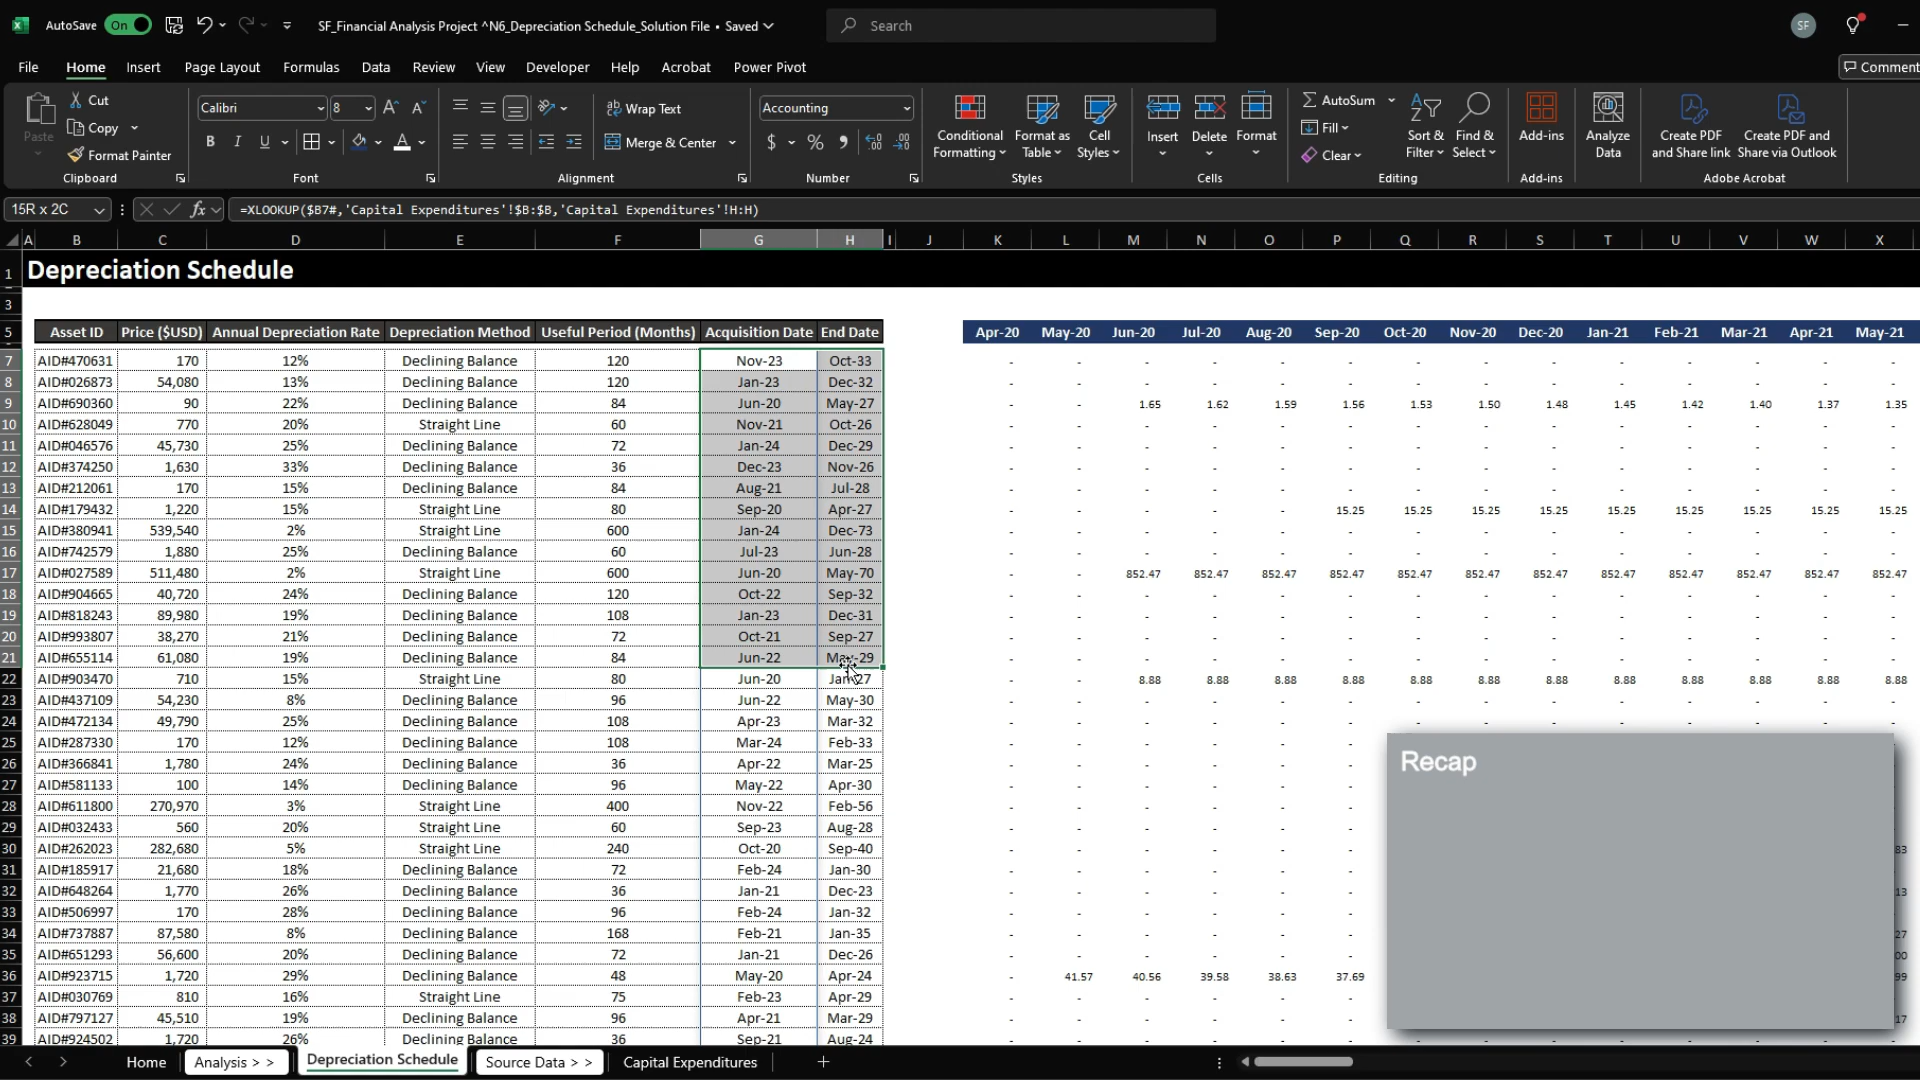 AutoSave On SF_Financial Analysis Project ^N6_Depreciation Schedule_Solution File • Saved Search SF
File Home Insert Page Layout Formulas Data Review View Developer Help Acrobat Power Pivot Comment
Paste Cut Copy Format Painter Clipboard
Calibri 8 B I U A Font
Wrap Text Merge & Center Alignment
Accounting $ % Number
Conditional Formatting Format as Table Cell Styles Styles
Insert Delete Format Cells
AutoSum Fill Clear Sort & Filter Find & Select Editing
Add-ins Add-ins
Analyze Data
Create PDF and Share link Create PDF and Share via Outlook Adobe Acrobat
15R x 2C fx =XLOOKUP($B7#,'Capital Expenditures'!$B:$B,'Capital Expenditures'!H:H)
A B C D E F G H I J K L M N O P Q R S T U V W X
1 Depreciation Schedule
3
5 Asset ID Price ($USD) Annual Depreciation Rate Depreciation Method Useful Period (Months) Acquisition Date End Date Apr-20 May-20 Jun-20 Jul-20 Aug-20 Sep-20 Oct-20 Nov-20 Dec-20 Jan-21 Feb-21 Mar-21 Apr-21 May-21
7 AID#470631 170 12% Declining Balance 120 Nov-23 Oct-33 - - - - - - - - - - - - - -
8 AID#026873 54,080 13% Declining Balance 120 Jan-23 Dec-32 - - - - - - - - - - - - - -
9 AID#690360 90 22% Declining Balance 84 Jun-20 May-27 - - 1.65 1.62 1.59 1.56 1.53 1.50 1.48 1.45 1.42 1.40 1.37 1.35
10 AID#628049 770 20% Straight Line 60 Nov-21 Oct-26 - - - - - - - - - - - - - -
11 AID#046576 45,730 25% Declining Balance 72 Jan-24 Dec-29 - - - - - - - - - - - - - -
12 AID#374250 1,630 33% Declining Balance 36 Dec-23 Nov-26 - - - - - - - - - - - - - -
13 AID#212061 170 15% Declining Balance 84 Aug-21 Jul-28 - - - - - - - - - - - - - -
14 AID#179432 1,220 15% Straight Line 80 Sep-20 Apr-27 - - - - - 15.25 15.25 15.25 15.25 15.25 15.25 15.25 15.25 15.25
15 AID#380941 539,540 2% Straight Line 600 Jan-24 Dec-73 - - - - - - - - - - - - - -
16 AID#742579 1,880 25% Declining Balance 60 Jul-23 Jun-28 - - - - - - - - - - - - - -
17 AID#027589 511,480 2% Straight Line 600 Jun-20 May-70 - - 852.47 852.47 852.47 852.47 852.47 852.47 852.47 852.47 852.47 852.47 852.47 852.47
18 AID#904665 40,720 24% Declining Balance 120 Oct-22 Sep-32 - - - - - - - - - - - - - -
19 AID#818243 89,980 19% Declining Balance 108 Jan-23 Dec-31 - - - - - - - - - - - - - -
20 AID#993807 38,270 21% Declining Balance 72 Oct-21 Sep-27 - - - - - - - - - - - - - -
21 AID#655114 61,080 19% Declining Balance 84 Jun-22 May-29 - - - - - - - - - - - - - -
22 AID#903470 710 15% Straight Line 80 Jun-20 Jan-27 - - 8.88 8.88 8.88 8.88 8.88 8.88 8.88 8.88 8.88 8.88 8.88 8.88
23 AID#437109 54,230 8% Declining Balance 96 Jun-22 May-30 - - - - - - - - - - - - - -
24 AID#472134 49,790 25% Declining Balance 108 Apr-23 Mar-32 - - - - - - - - - - - - - -
25 AID#287330 170 12% Declining Balance 108 Mar-24 Feb-33 - - - - - -
Recap
26 AID#366841 1,780 24% Declining Balance 36 Apr-22 Mar-25 - - - - - -
27 AID#581133 100 14% Declining Balance 96 May-22 Apr-30 - - - - - -
28 AID#611800 270,970 3% Straight Line 400 Nov-22 Feb-56 - - - - - -
29 AID#032433 560 20% Straight Line 60 Sep-23 Aug-28 - - - - - -
30 AID#262023 282,680 5% Straight Line 240 Oct-20 Sep-40 - - - - - - 83
31 AID#185917 21,680 18% Declining Balance 72 Feb-24 Jan-30 - - - - - -
32 AID#648264 1,770 26% Declining Balance 36 Jan-21 Dec-23 - - - - - - 13
33 AID#506997 170 28% Declining Balance 96 Feb-24 Jan-32 - - - - - -
34 AID#737887 87,580 8% Declining Balance 168 Feb-21 Jan-35 - - - - - - 27
35 AID#651293 56,600 20% Declining Balance 72 Jan-21 Dec-26 - - - - - - 00
36 AID#923715 1,720 29% Declining Balance 48 May-20 Apr-24 - 41.57 40.56 39.58 38.63 37.69 99
37 AID#030769 810 16% Straight Line 75 Feb-23 Apr-29 - - - - - -
38 AID#797127 45,510 19% Declining Balance 96 Apr-21 Mar-29 - - - - - - 17
39 AID#924502 1,720 26% Declining Balance 36 Sep-21 Aug-24 - - - - - - - - - - - - - -
Home Analysis > > Depreciation Schedule Source Data > > Capital Expenditures +